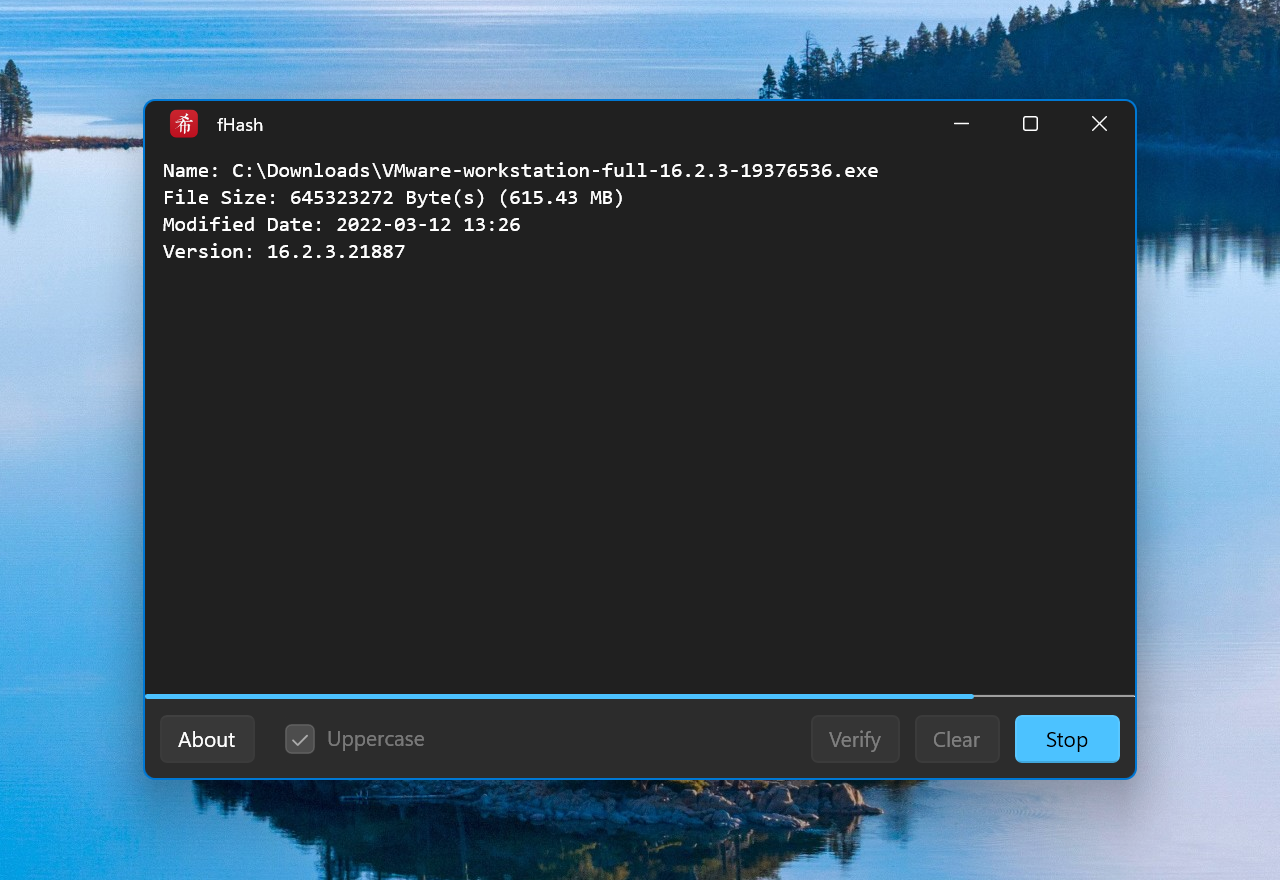 希 fHash
Name: C:\Downloads\VMware-workstation-full-16.2.3-19376536.exe
File Size: 645323272 Byte(s) (615.43 MB)
Modified Date: 2022-03-12 13:26
Version: 16.2.3.21887
About Uppercase Verify Clear Stop